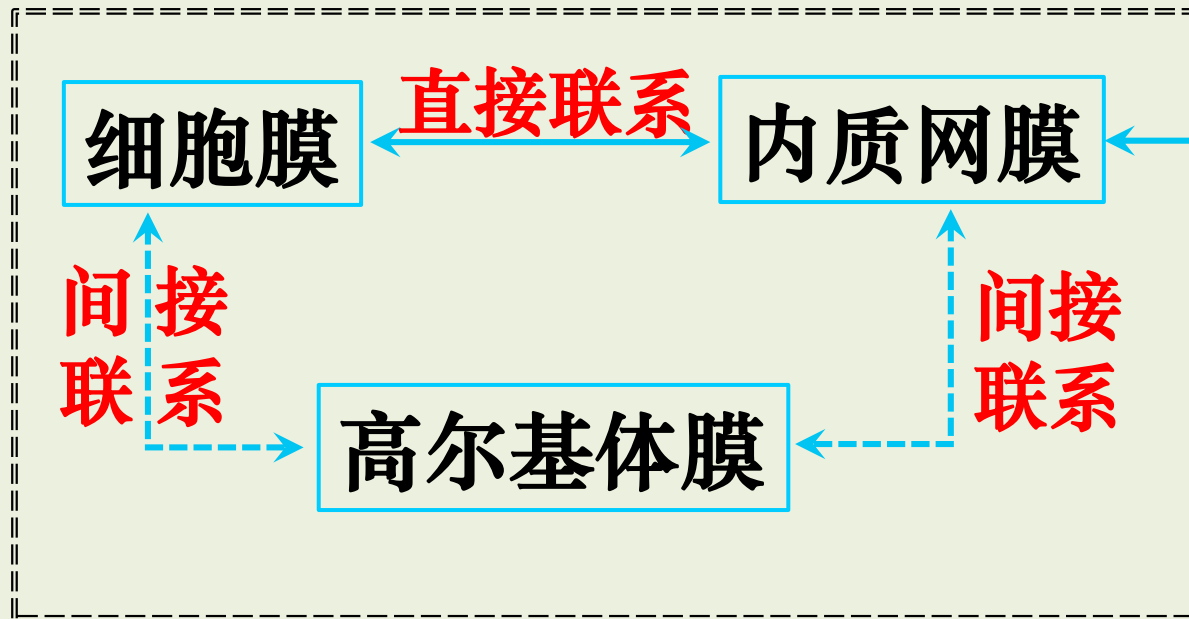 直接联系
细胞膜
内质网膜
间接
联系
间接
联系
高尔基体膜